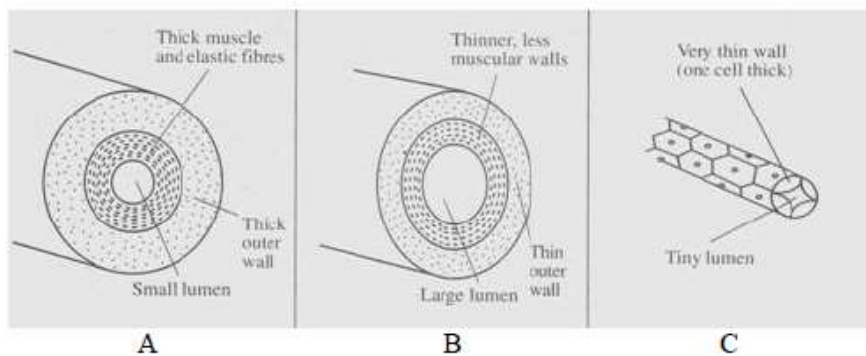 Thick muscle
and elastic fibres
Thick
outer
wall
Small lumen
A
Thinner, less
muscular walls
Thin
outer
wall
Large lumen
B
Very thin wall
(one cell thick)
Tiny lumen
C